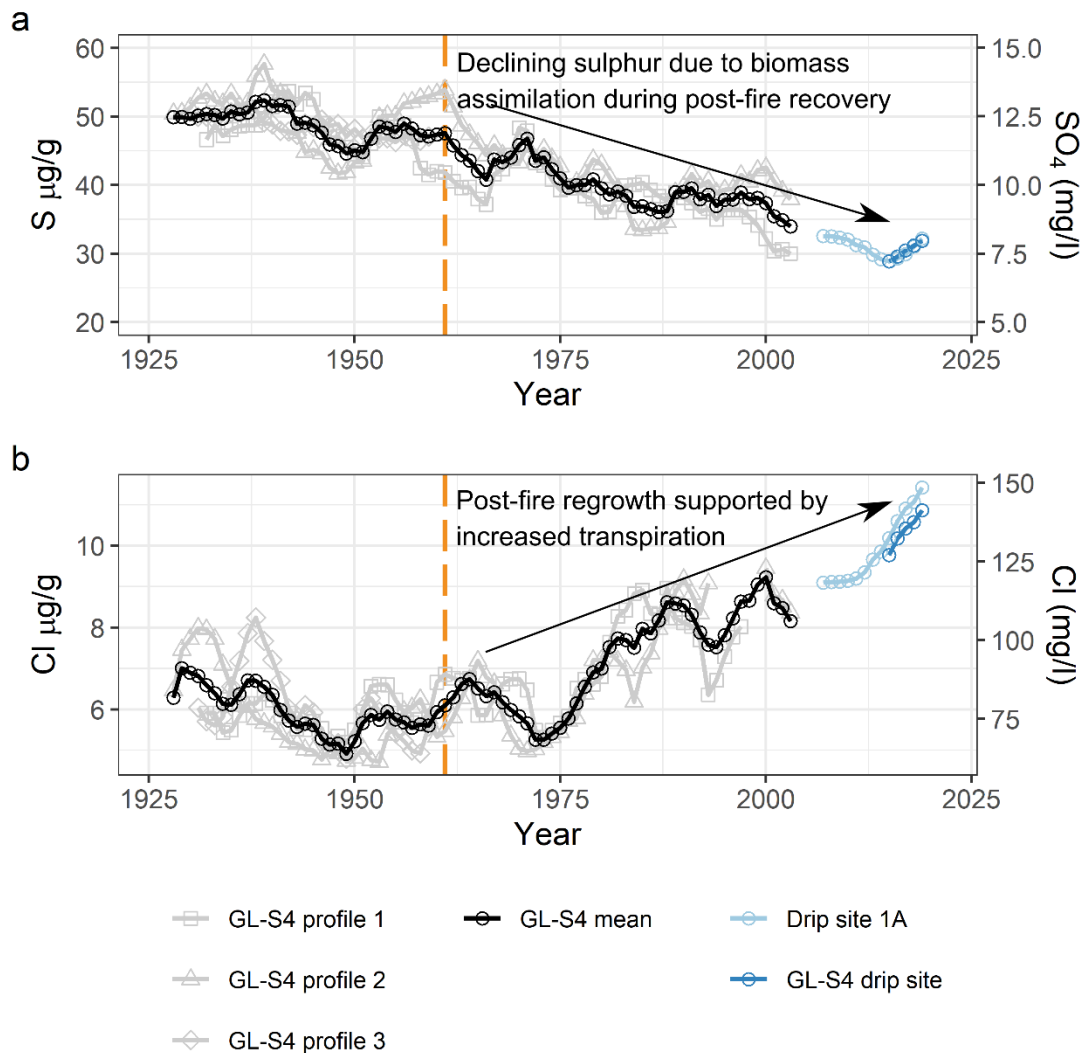 a
60
50
40
30
20
S µg/g
15.0
12.5
10.0
7.5
5.0
SO4 (mg/l)
Declining sulphur due to biomass
assimilation during post-fire recovery
1925
1950
1975
2000
2025
Year
b
10
8
6
Cl µg/g
150
125
100
75
Cl (mg/l)
Post-fire regrowth supported by
increased transpiration
1925
1950
1975
2000
2025
Year
GL-S4 profile 1
GL-S4 mean
Drip site 1A
GL-S4 profile 2
GL-S4 drip site
GL-S4 profile 3